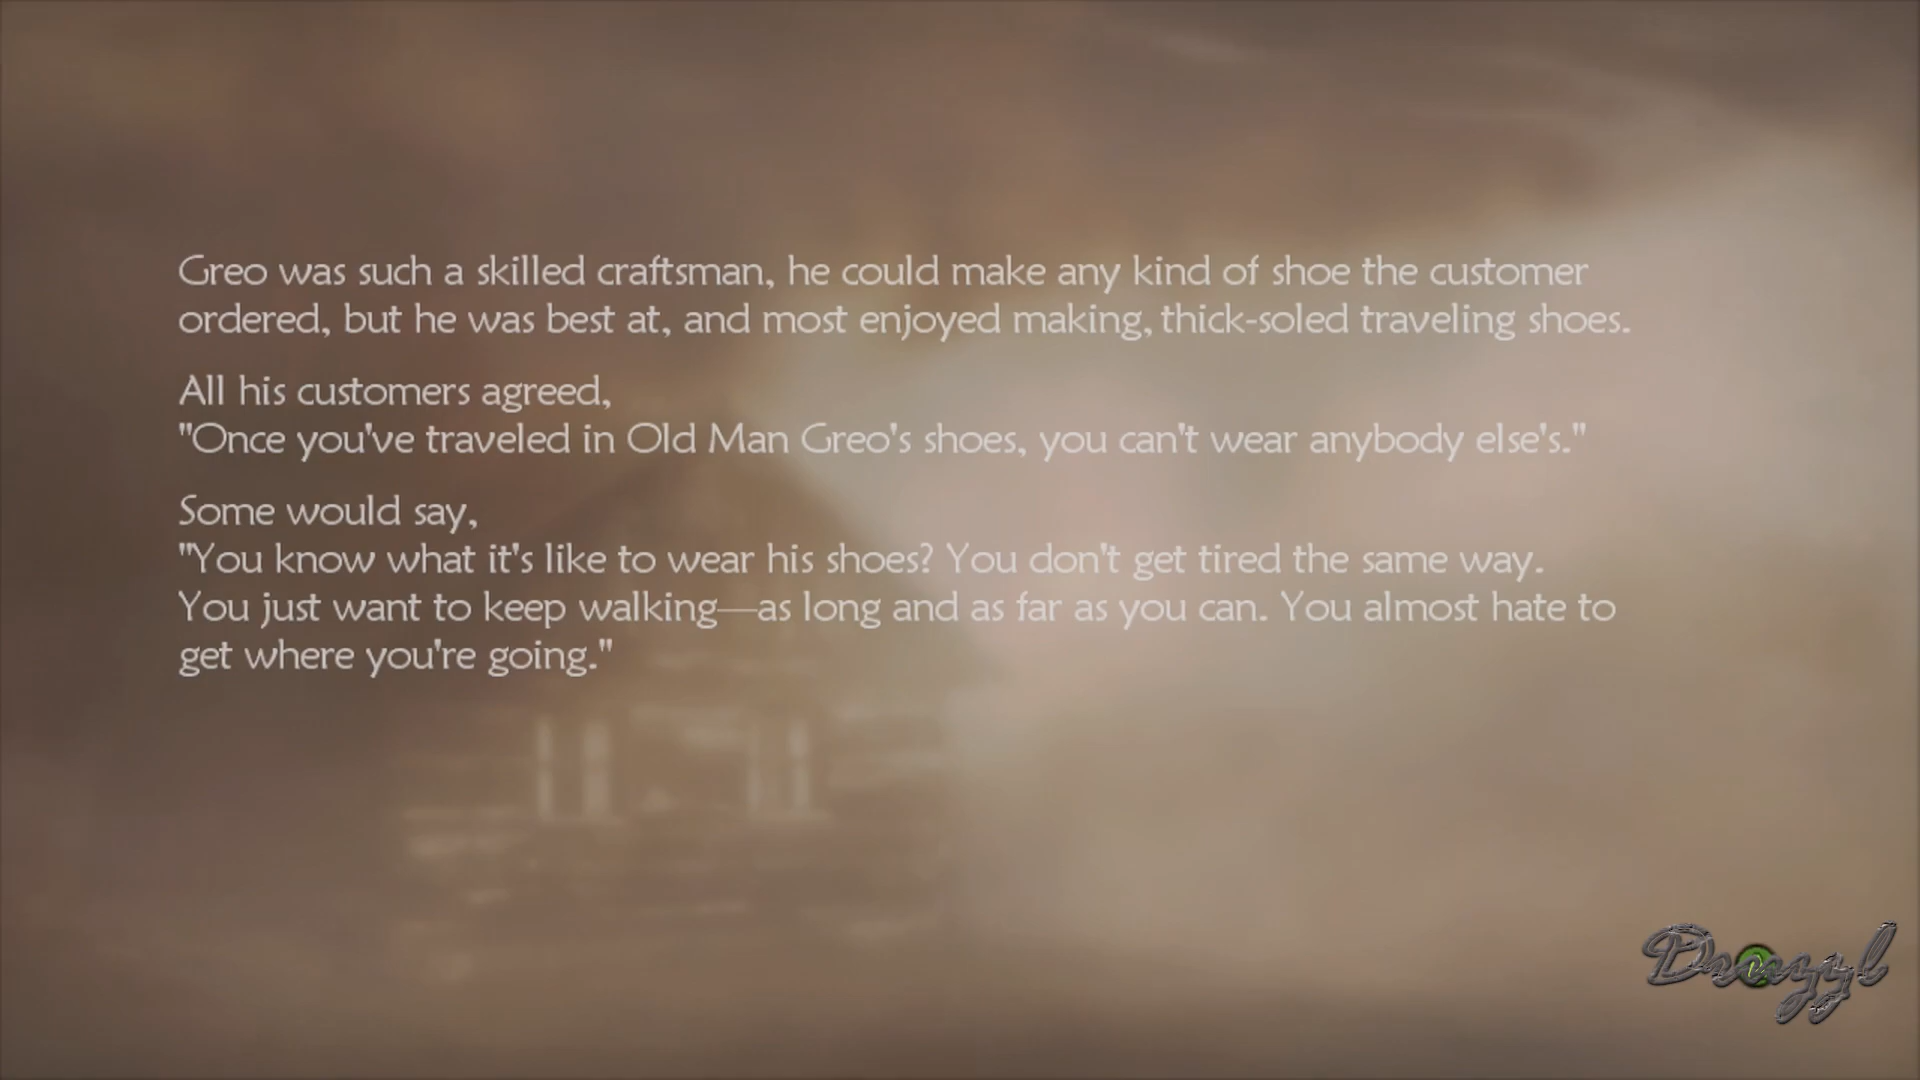 Greo was such a skilled craftsman, he could make any kind of shoe the customer
ordered, but he was best at, and most enjoyed making, thick-soled traveling shoes.
All his customers agreed,
"Once you've traveled in Old Man Greo's shoes, you can't wear anybody else's."
Some would say,
"You know what it's like to wear his shoes? You don't get tired the same way.
You just want to keep walking—as long and as far as you can. You almost hate to
get where you're going."